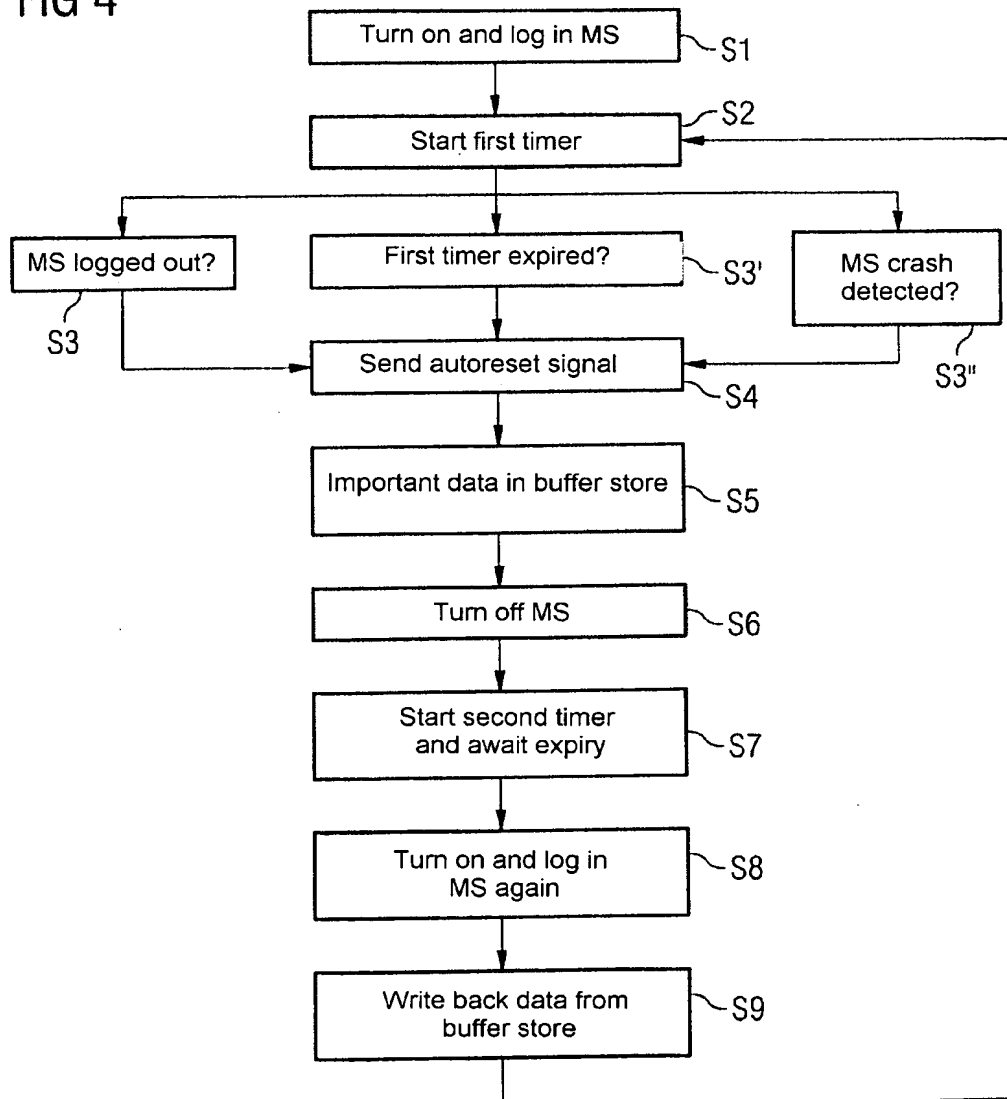 FIG 4
Turn on and log in MS
S1
S2
Start first timer
MS logged out?
S3
First timer expired?
S3'
MS crash
detected?
S3"
Send autoreset signal
S4
Important data in buffer store
S5
Turn off MS
S6
Start second timer
and await expiry
S7
Turn on and log in
MS again
S8
Write back data from
buffer store
S9